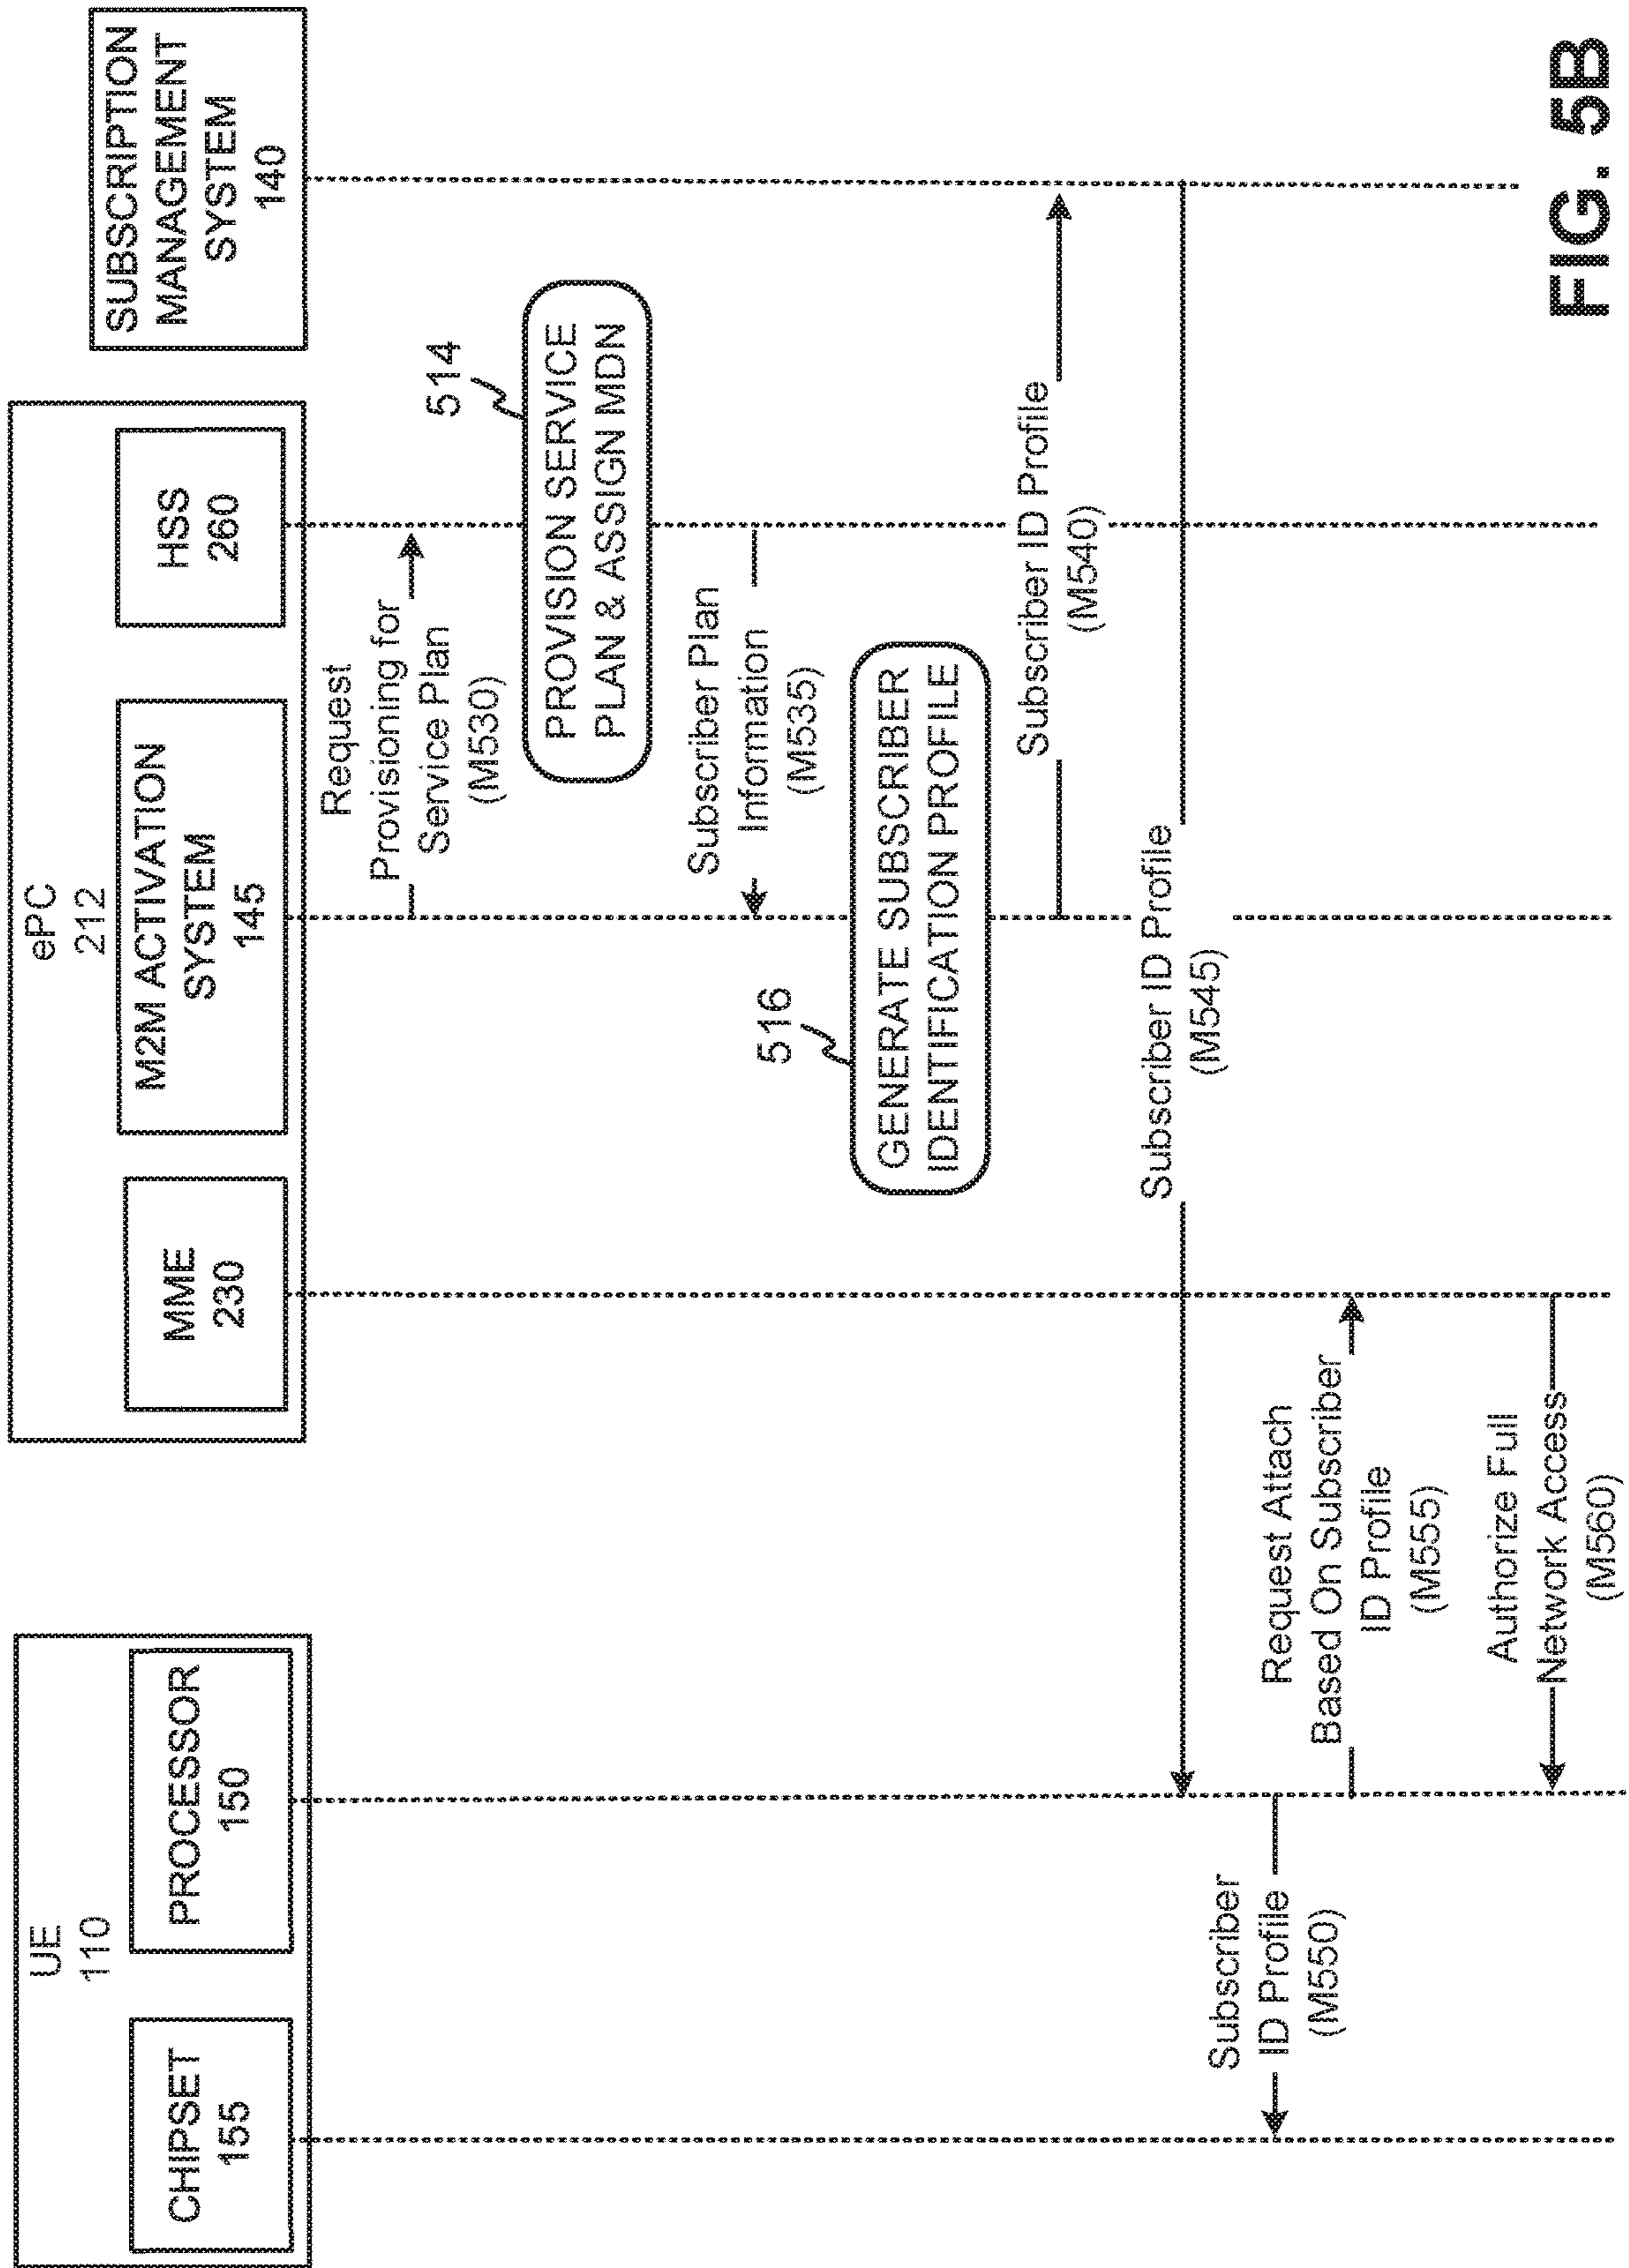 UE
110
CHIPSET
155
PROCESSOR
150
ePC
212
MME
230
M2M ACTIVATION
SYSTEM
145
HSS
260
SUBSCRIPTION
MANAGEMENT
SYSTEM
140
Request
Provisioning for
Service Plan
(M530)
514
PROVISION SERVICE
PLAN & ASSIGN MDN
Subscriber Plan
Information
(M535)
516
GENERATE SUBSCRIBER
IDENTIFICATION PROFILE
Subscriber ID Profile
(M540)
Subscriber ID Profile
(M545)
Subscriber
ID Profile
(M550)
Request Attach
Based On Subscriber
ID Profile
(M555)
Authorize Full
Network Access
(M560)
FIG. 5B